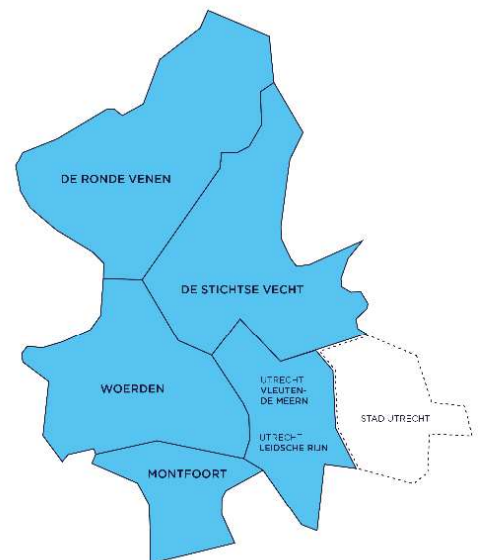 DE RONDE VENEN
DE STICHTSE VECHT
WOERDEN
UTRECHT
VLEUTEN-
DE MEERN
UTRECHT
LEIDSCHE RIJN
STAD UTRECHT
MONTFOORT